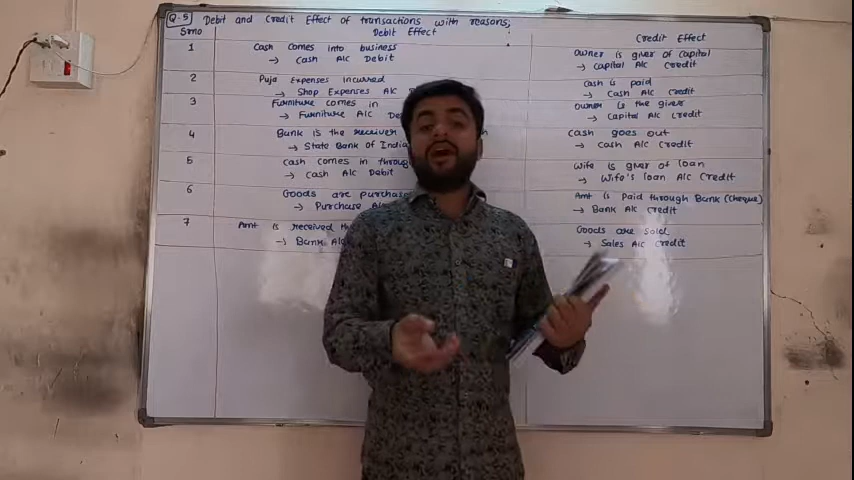 Q.5 Debit and Credit Effect of transactions with reasons;
Srno Debit Effect Credit Effect
1 Cash comes into business Owner is giver of Capital
→ Cash A/c Debit → Capital A/c Credit
2 Puja Expenses Incurred Cash is paid
→ Shop Expenses A/c → Cash A/c Credit
3 Furniture comes in Owner is the giver
→ Furniture A/c De → Capital A/c Credit
4 Bank is the receiver Cash goes out
→ State Bank of India → Cash A/c Credit
5 Cash comes in throug Wife is giver of loan
→ Cash A/c Debit → Wife's loan A/c Credit
6 Goods are purchase Amt is Paid through Bank (Cheque)
→ Purchase A/c → Bank A/c Credit
7 Amt is received Goods are sold
→ Bank A/c → Sales A/c Credit